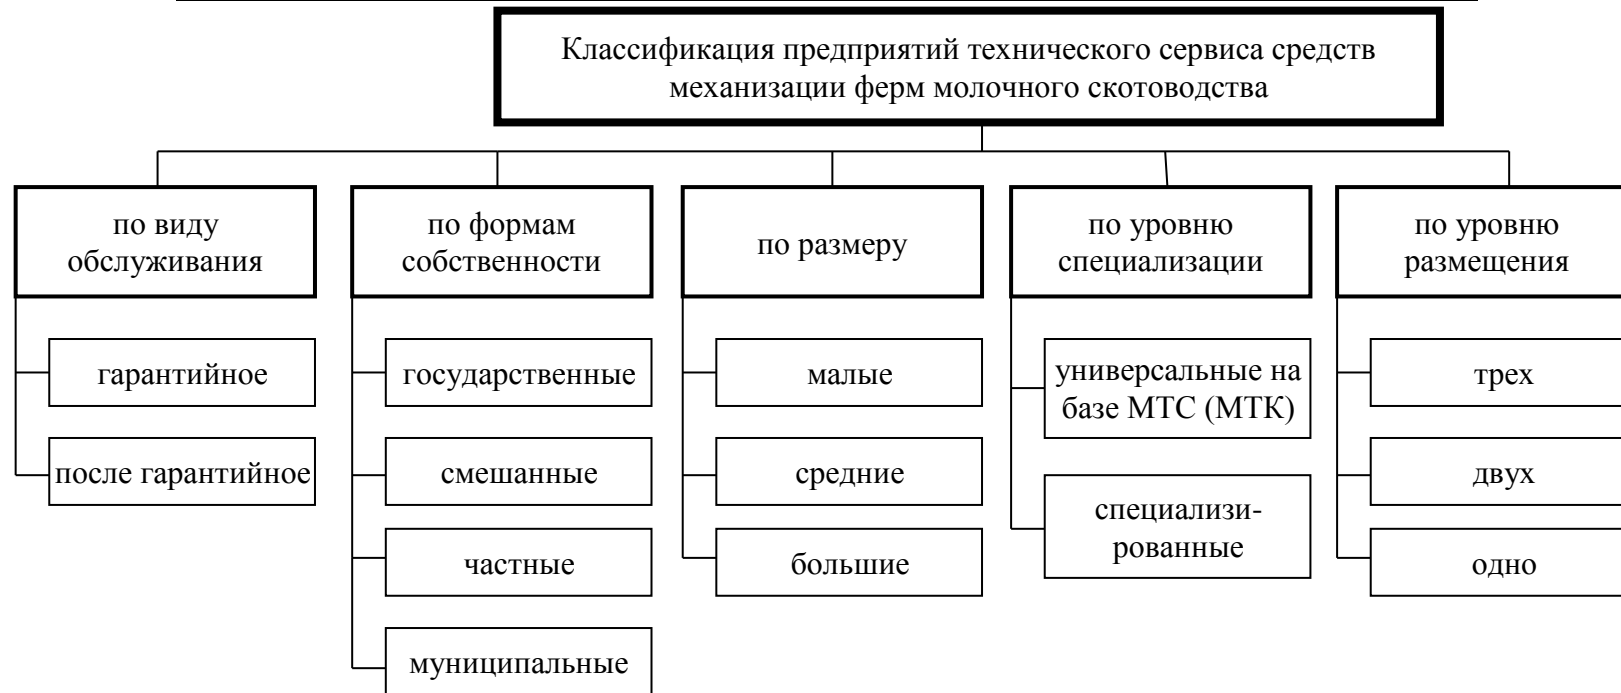 Классификация предприятий технического сервиса средств
механизации ферм молочного скотоводства
по виду
обслуживания
по формам
собственности
по размеру
по уровню
специализации
по уровню
размещения
гарантийное
после гарантийное
государственные
смешанные
частные
муниципальные
малые
средние
большие
универсальные на
базе МТС (МТК)
специализи-
рованные
трех
двух
одно